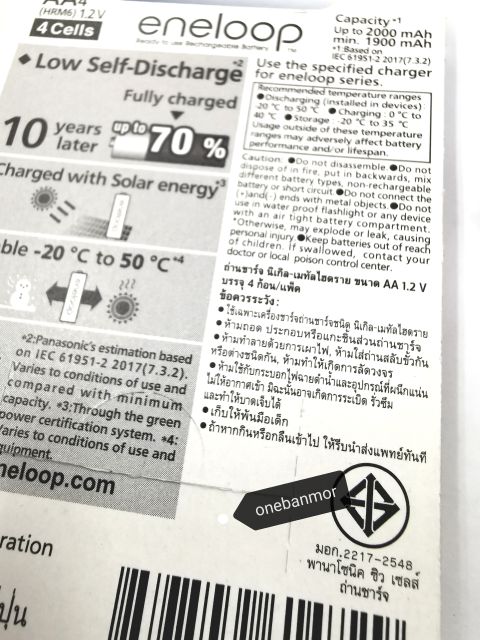 (HRM6) 1.2 V
4 Cells
eneloop™
Ready to use Rechargeable Battery
Capacity*1
Up to 2000 mAh
min. 1900 mAh
*1:Based on
IEC 61951-2 2017(7.3.2)
◆ Low Self-Discharge*2
Fully charged
10 years later
up to 70 %
Charged with Solar energy*3
-20 °C to 50 °C*4
*2:Panasonic's estimation based
on IEC 61951-2 2017(7.3.2).
Varies to conditions of use and
compared with minimum
capacity. *3:Through the green
power certification system. *4:
Varies to conditions of use and
neloop.com
Use the specified charger
for eneloop series.
Recommended temperature ranges
●Discharging (installed in devices) :
-20 °C to 50 °C ●Charging : 0 °C to
40 °C ●Storage : -20 °C to 35 °C
Usage outside of these temperature
ranges may adversely affect battery
performance and/or lifespan.
Caution: ●Do not disassemble. ●Do not
dispose of in fire, put in backwards, mix
different battery types, non-rechargeable
battery or short circuit. ●Do not connect the
(+)and(-) ends with metal objects. ●Do not
use in water proof flashlight or any device
with an air tight battery compartment.
*Otherwise, may explode or leak, causing
personal injury. ●Keep batteries out of reach
of children. If swallowed, contact your
doctor or local poison control center.
ถ่านชาร์จ นิเกิล-เมทัลไฮดราย ขนาด AA 1.2 V
บรรจุ 4 ก้อน/แพ็ค
ข้อควรระวัง :
● ใช้เฉพาะเครื่องชาร์จถ่านชาร์จชนิด นิเกิล-เมทัลไฮดราย
● ห้ามถอด ประกอบหรือแกะชิ้นส่วนถ่านชาร์จ
● ห้ามทำลายด้วยการเผาไฟ, ห้ามใส่ถ่านสลับขั้วกัน
หรือต่างชนิดกัน, ห้ามทำให้เกิดการลัดวงจร
● ห้ามใช้กับกระบอกไฟฉายดำน้ำและอุปกรณ์ที่ผนึกแน่น
ไม่ให้อากาศเข้า มิฉะนั้นอาจเกิดการระเบิด รั่วซึม
และทำให้บาดเจ็บได้
● เก็บให้พ้นมือเด็ก
● ถ้าหากกินหรือกลืนเข้าไป ให้รีบนำส่งแพทย์ทันที
onebanmor
มอก.2217-2548
พานาโซนิค ซิว เซลส์
ถ่านชาร์จ